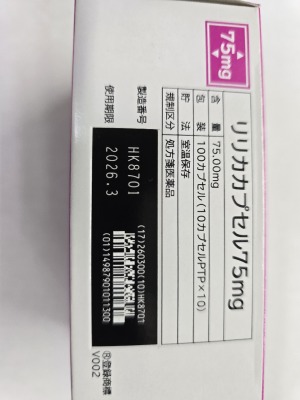 75mg
リリカカプセル75mg
含 量 75.00mg
包 装 100カプセル(10カプセルPTP×10)
貯 法 室温保存
規制区分 処方箋医薬品
製造番号 HK8701
使用期限 2026.3
(17)260300(10)HK8701
(01)14987901011300
Ⓡ登録商標
V002